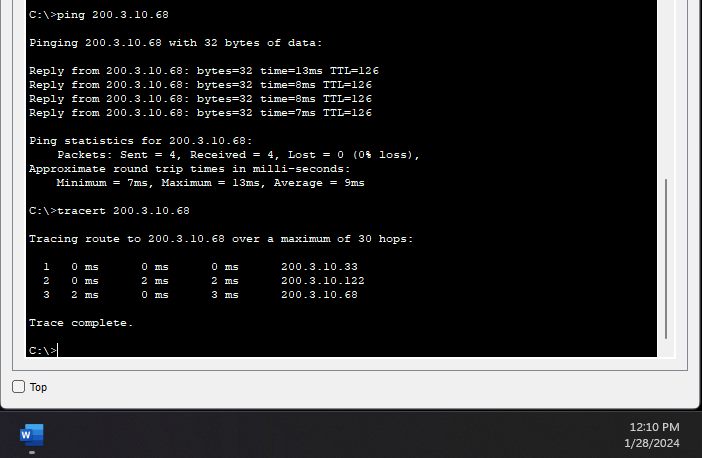 C:\>ping 200.3.10.68
Pinging 200.3.10.68 with 32 bytes of data:
Reply from 200.3.10.68: bytes=32 time=13ms TTL=126
Reply from 200.3.10.68: bytes=32 time=8ms TTL=126
Reply from 200.3.10.68: bytes=32 time=8ms TTL=126
Reply from 200.3.10.68: bytes=32 time=7ms TTL=126
Ping statistics for 200.3.10.68:
    Packets: Sent = 4, Received = 4, Lost = 0 (0% loss),
Approximate round trip times in milli-seconds:
    Minimum = 7ms, Maximum = 13ms, Average = 9ms
C:\>tracert 200.3.10.68
Tracing route to 200.3.10.68 over a maximum of 30 hops:
  1   0 ms      0 ms      0 ms      200.3.10.33
  2   0 ms      2 ms      2 ms      200.3.10.122
  3   2 ms      0 ms      3 ms      200.3.10.68
Trace complete.
C:\>
Top
W
12:10 PM
1/28/2024